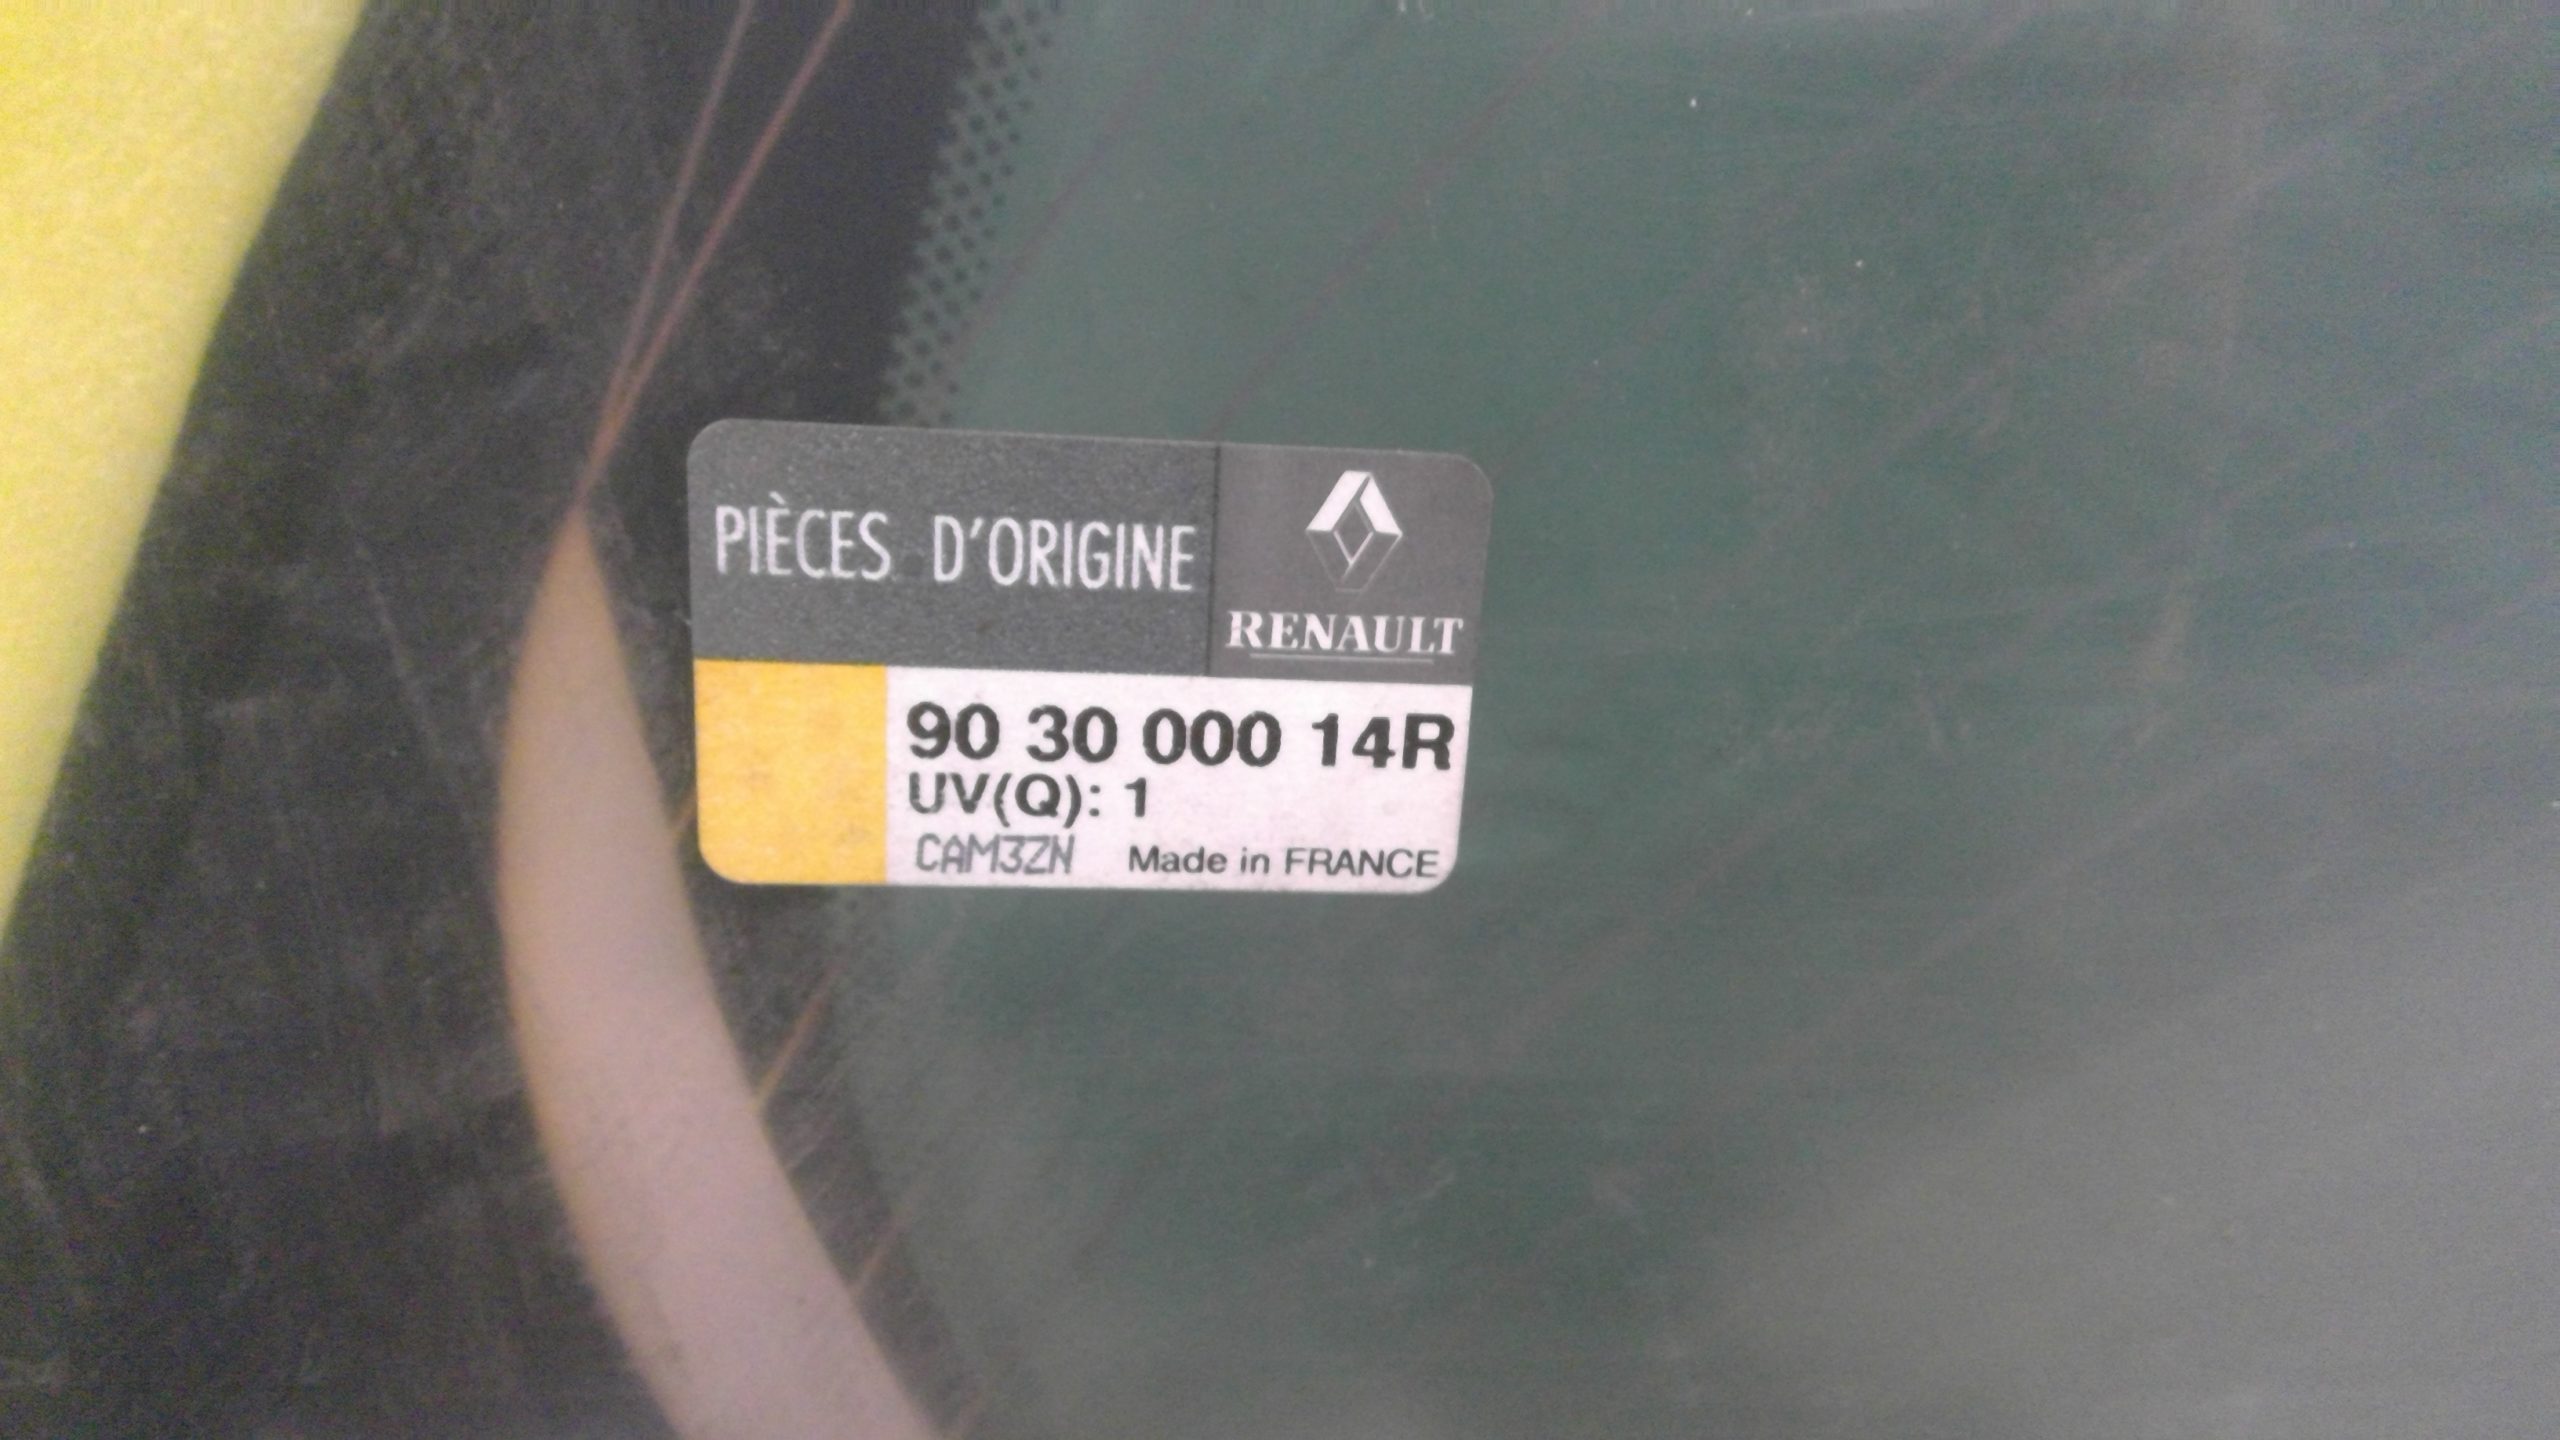 PIÈCES D'ORIGINE
RENAULT
90 30 000 14R
UV(Q): 1
CAM3ZN Made in FRANCE